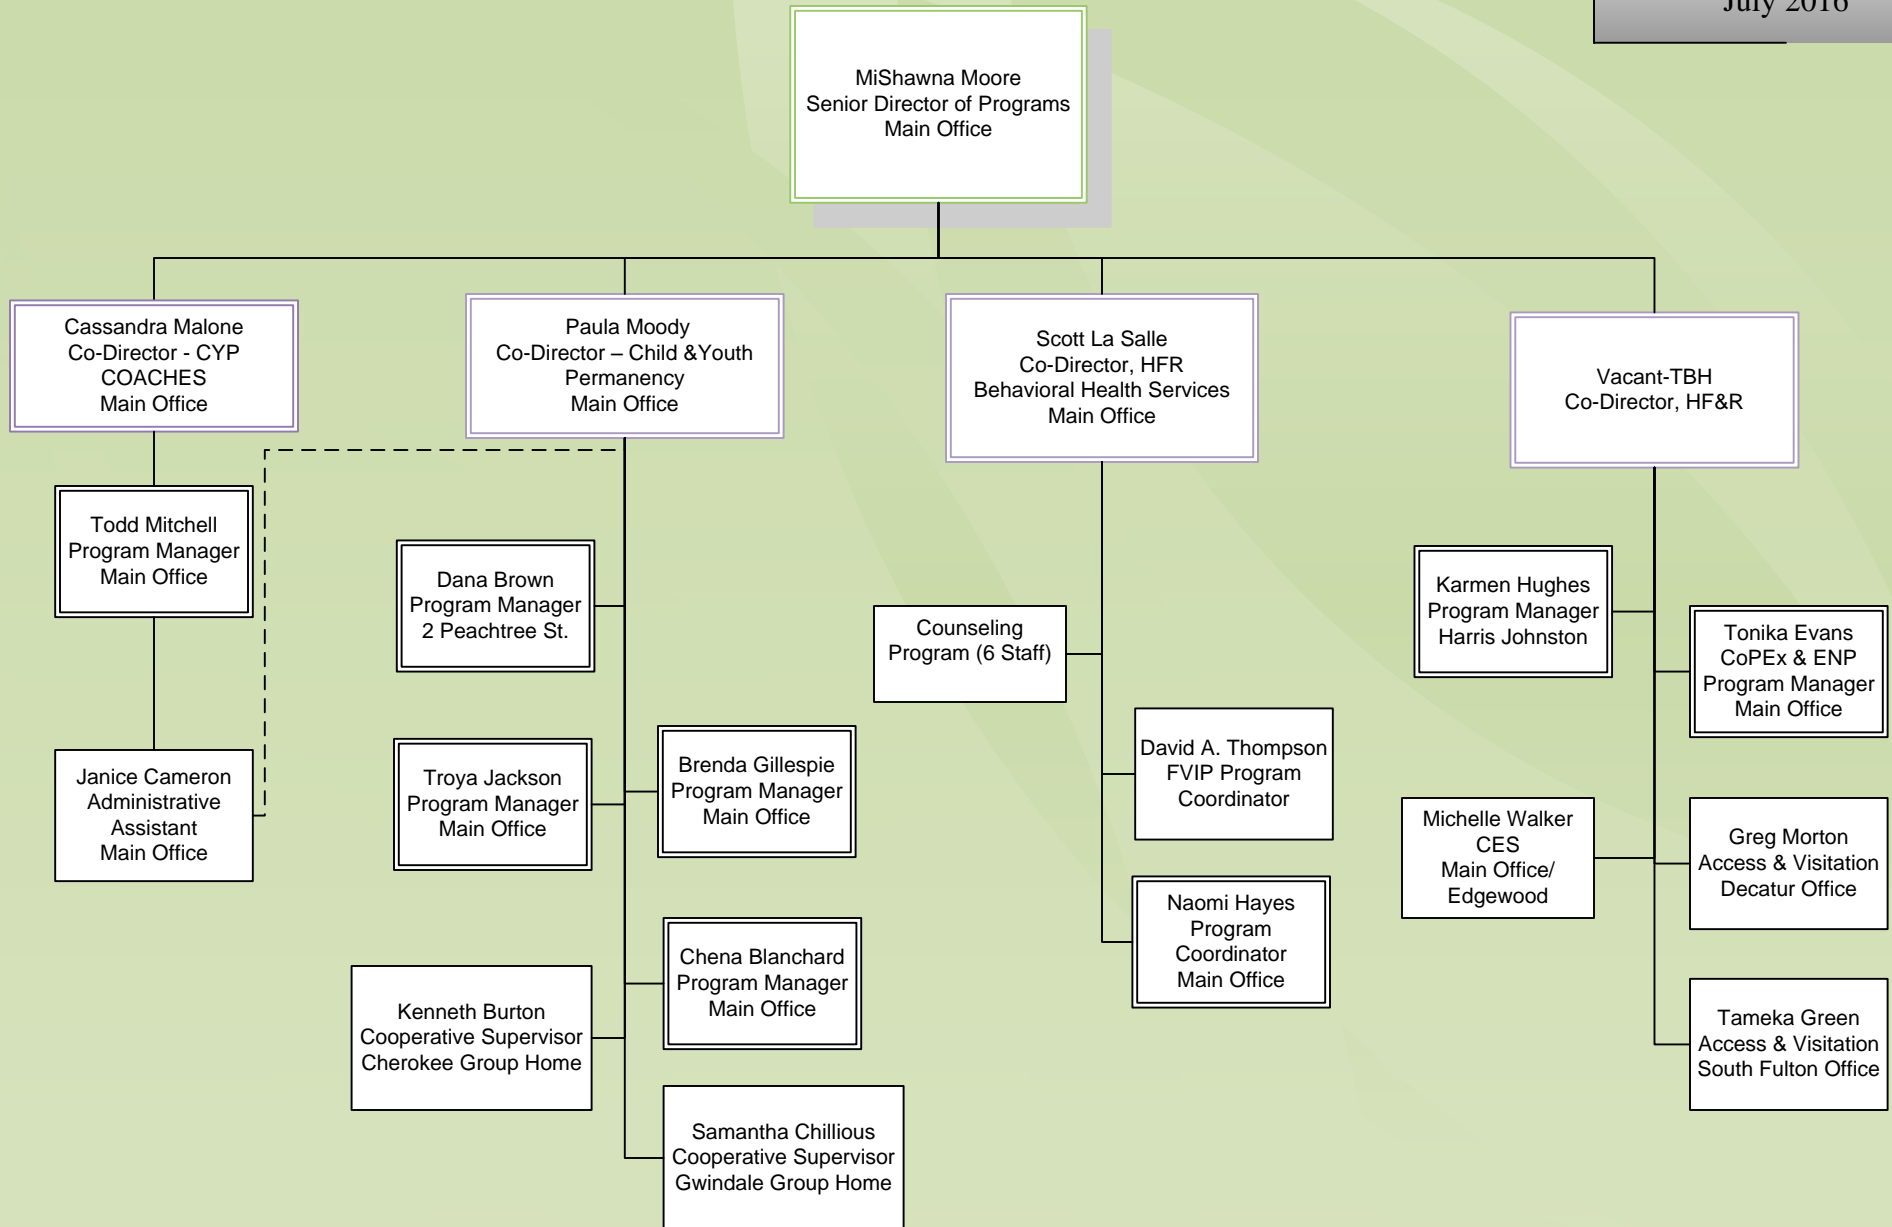 July 2016
MiShawna Moore
Senior Director of Programs
Main Office
Cassandra Malone
Co-Director - CYP
COACHES
Main Office
Paula Moody
Co-Director – Child &Youth
Permanency
Main Office
Scott La Salle
Co-Director, HFR
Behavioral Health Services
Main Office
Vacant-TBH
Co-Director, HF&R
Todd Mitchell
Program Manager
Main Office
Janice Cameron
Administrative
Assistant
Main Office
Dana Brown
Program Manager
2 Peachtree St.
Troya Jackson
Program Manager
Main Office
Brenda Gillespie
Program Manager
Main Office
Chena Blanchard
Program Manager
Main Office
Kenneth Burton
Cooperative Supervisor
Cherokee Group Home
Samantha Chillious
Cooperative Supervisor
Gwindale Group Home
Counseling
Program (6 Staff)
David A. Thompson
FVIP Program
Coordinator
Naomi Hayes
Program
Coordinator
Main Office
Karmen Hughes
Program Manager
Harris Johnston
Tonika Evans
CoPEx & ENP
Program Manager
Main Office
Michelle Walker
CES
Main Office/
Edgewood
Greg Morton
Access & Visitation
Decatur Office
Tameka Green
Access & Visitation
South Fulton Office